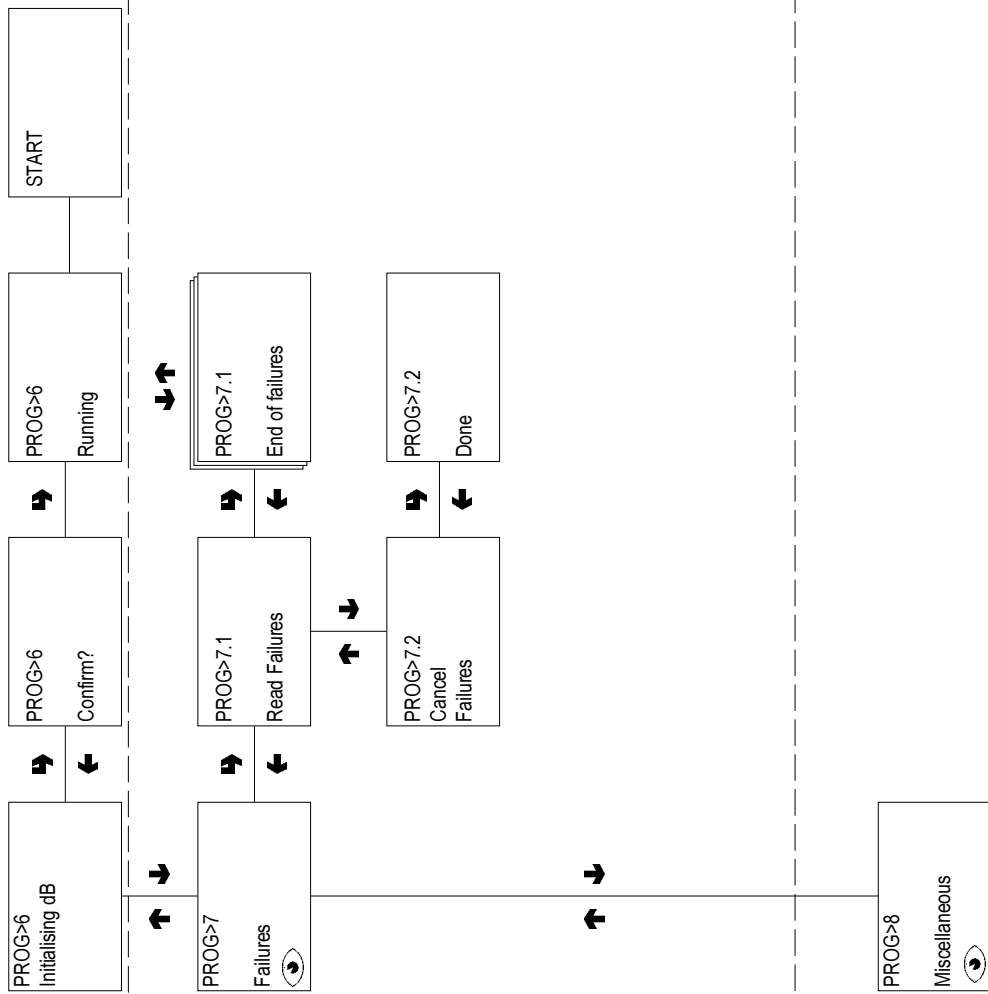 PROG>6
Initialising dB
PROG>6
Confirm?
PROG>6
Running
START
PROG>7
Failures
PROG>7.1
Read Failures
PROG>7.1
End of failures
PROG>7.2
Cancel
Failures
PROG>7.2
Done
PROG>8
Miscellaneous